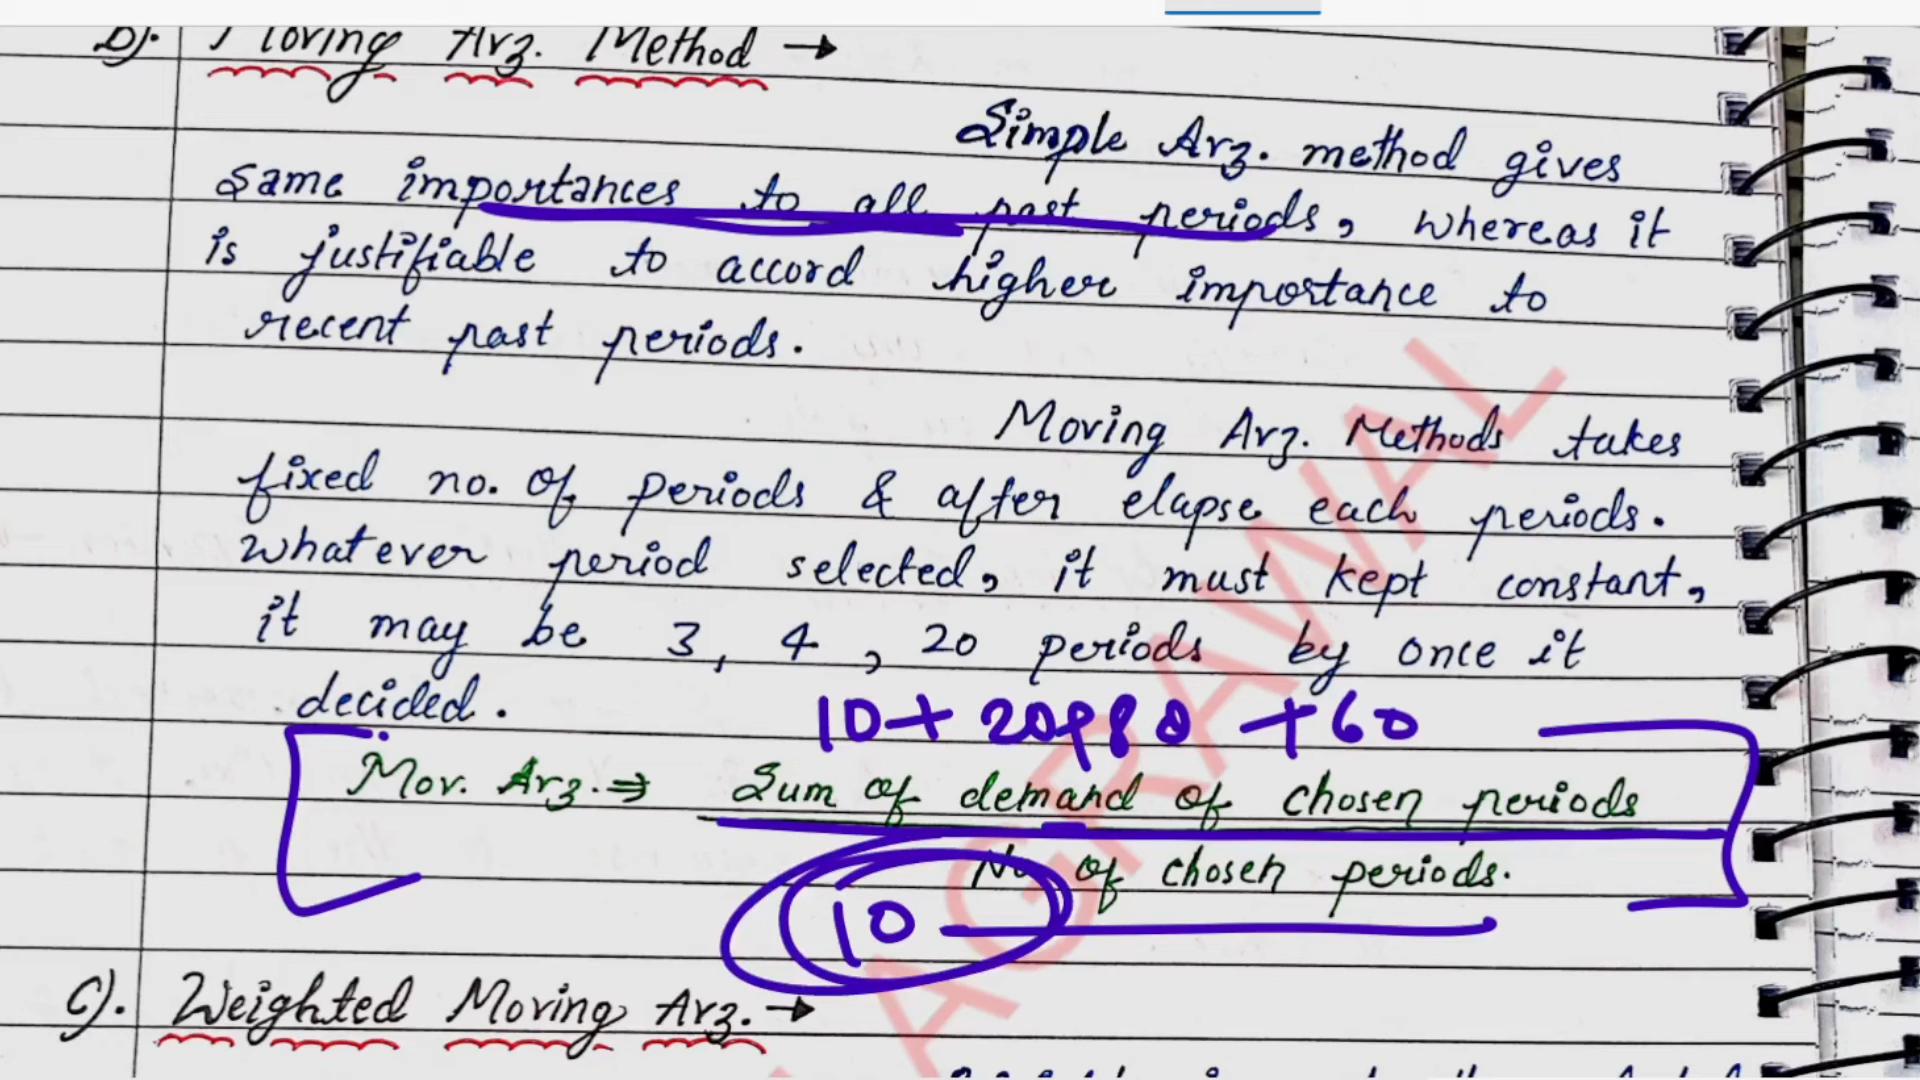 b). Moving Avg. Method →
Simple Avg. method gives
same importances to all past periods, whereas it
is justifiable to accord higher importance to
recent past periods.
Moving Avg. Methods takes
fixed no. of periods & after elapse each periods.
whatever period selected, it must kept constant,
it may be 3, 4, 20 periods by once it
decided.
10 + 20 + 60
Mov. Avg. ⇒ Sum of demand of chosen periods
No. of chosen periods.
10
c). Weighted Moving Avg. →
AGRAWAL